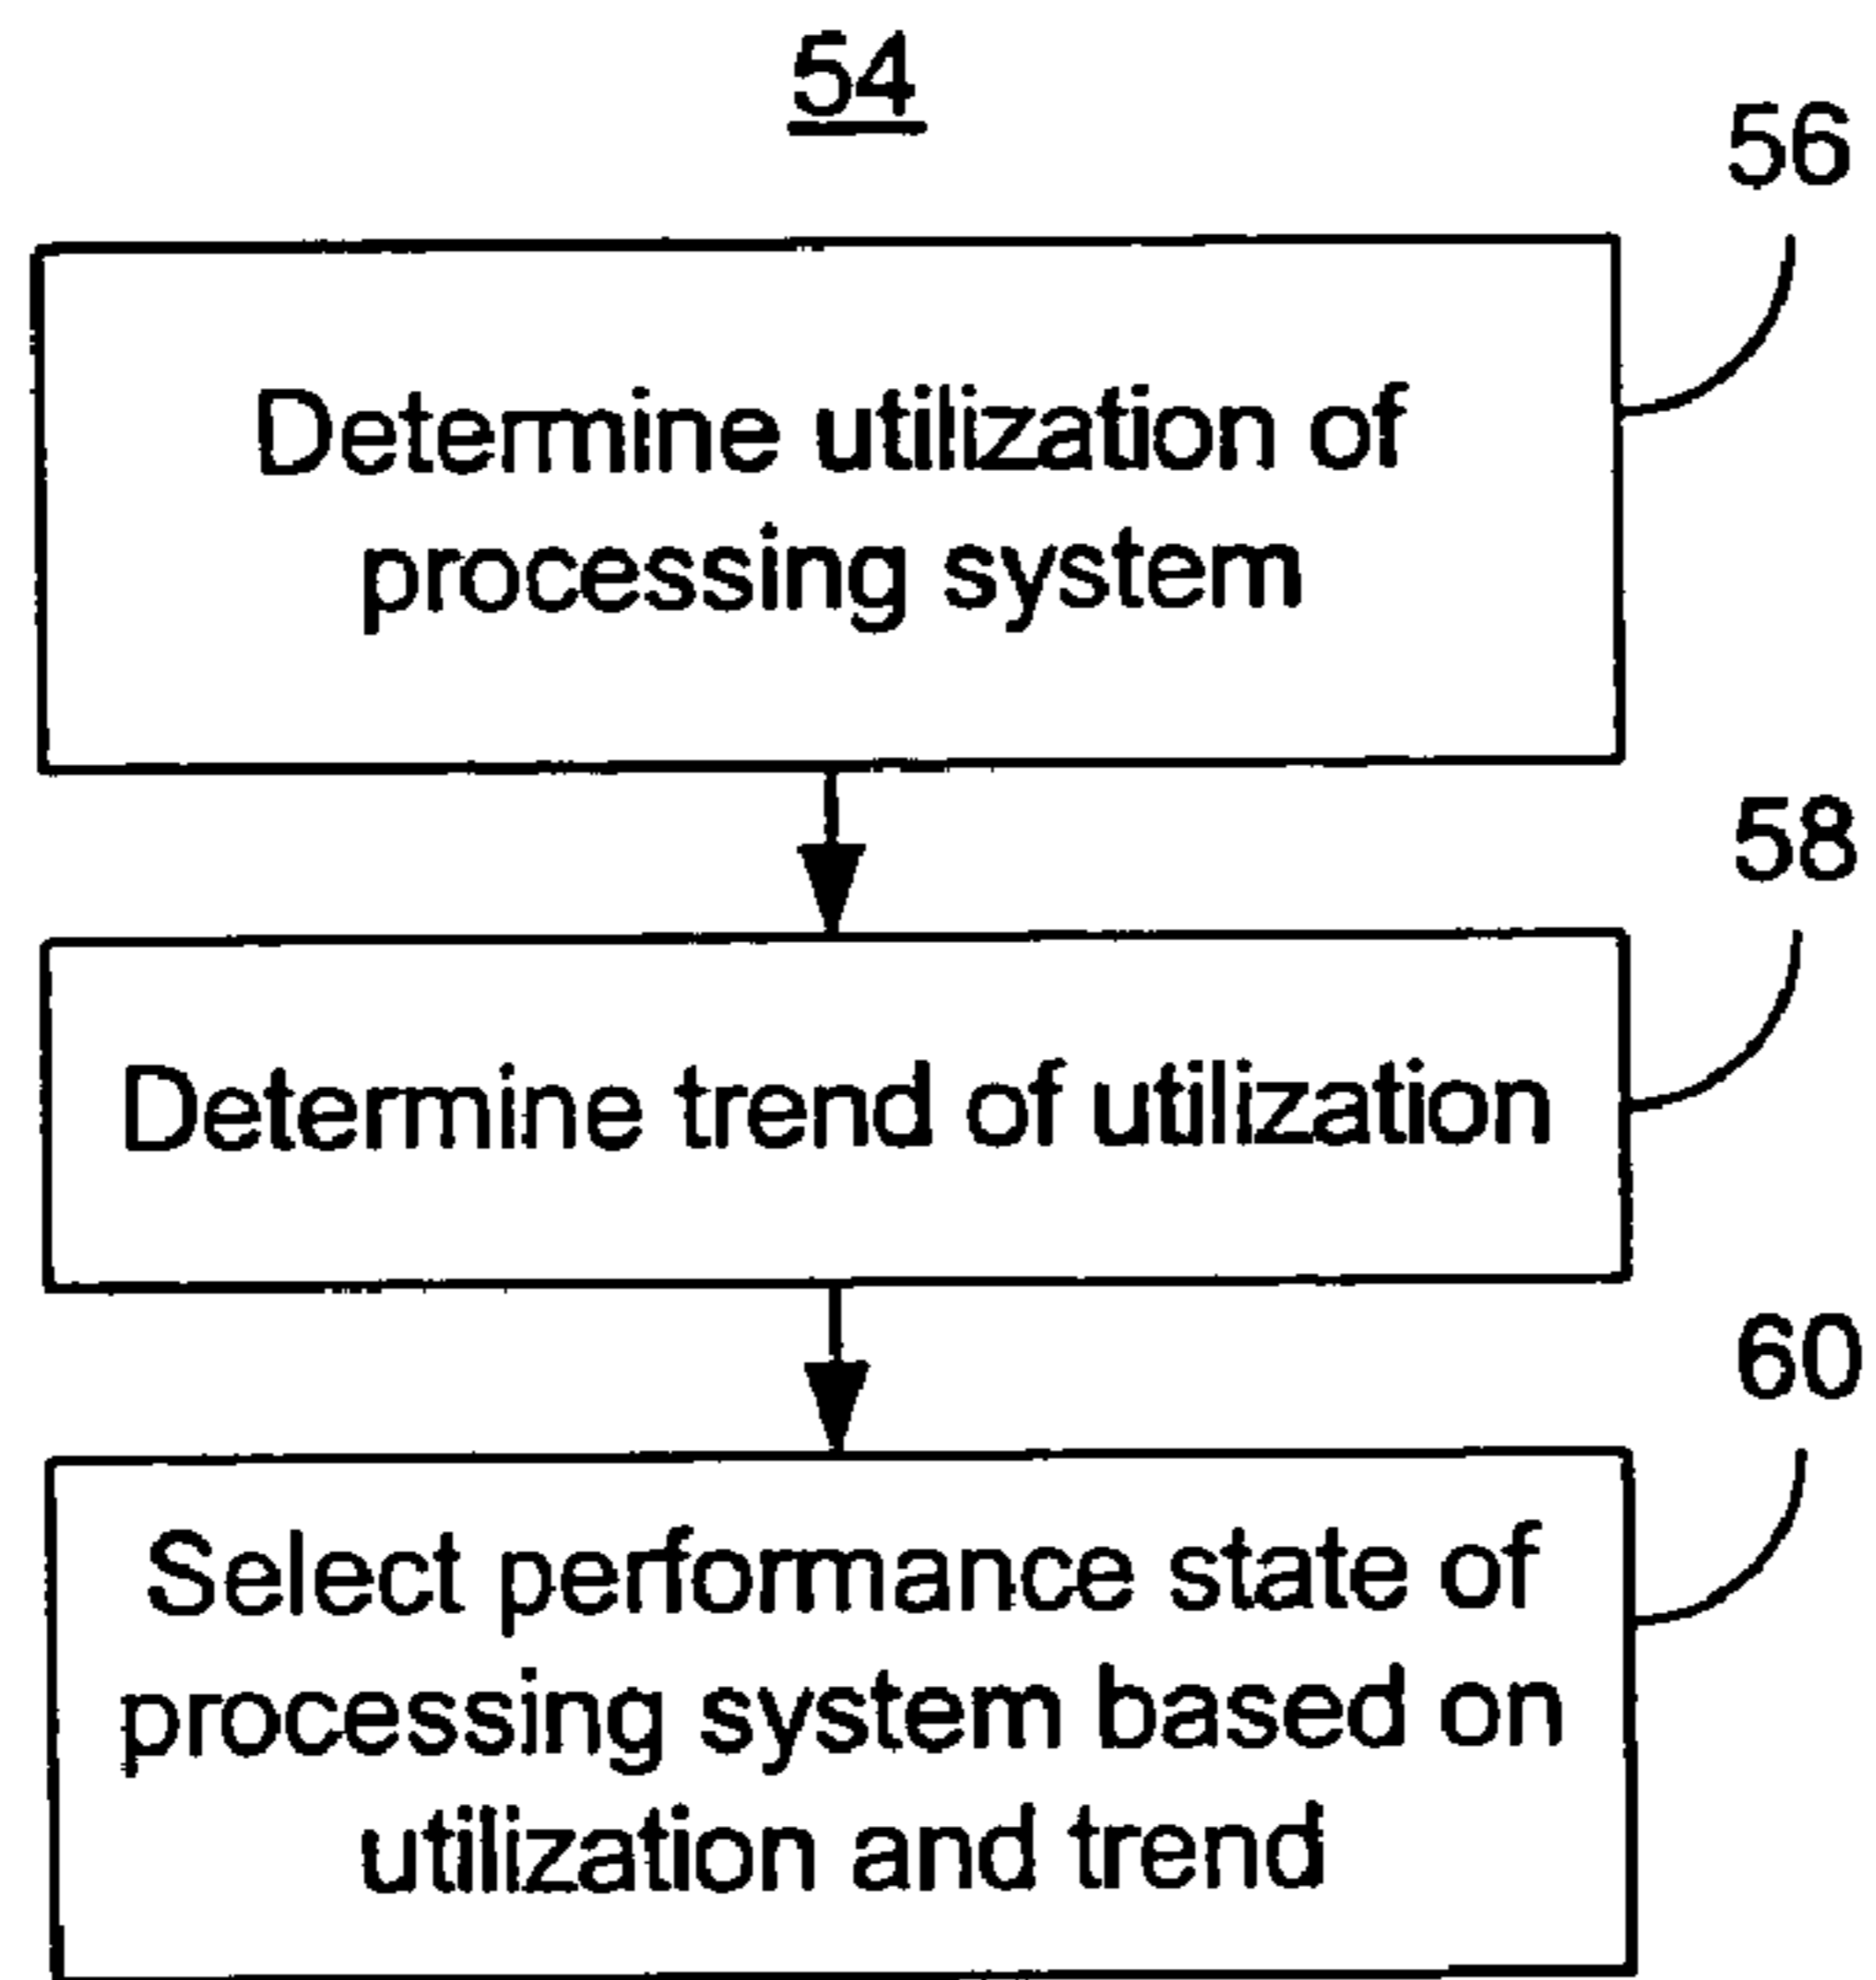 54
56
Determine utilization of
processing system
58
Determine trend of utilization
60
Select performance state of
processing system based on
utilization and trend